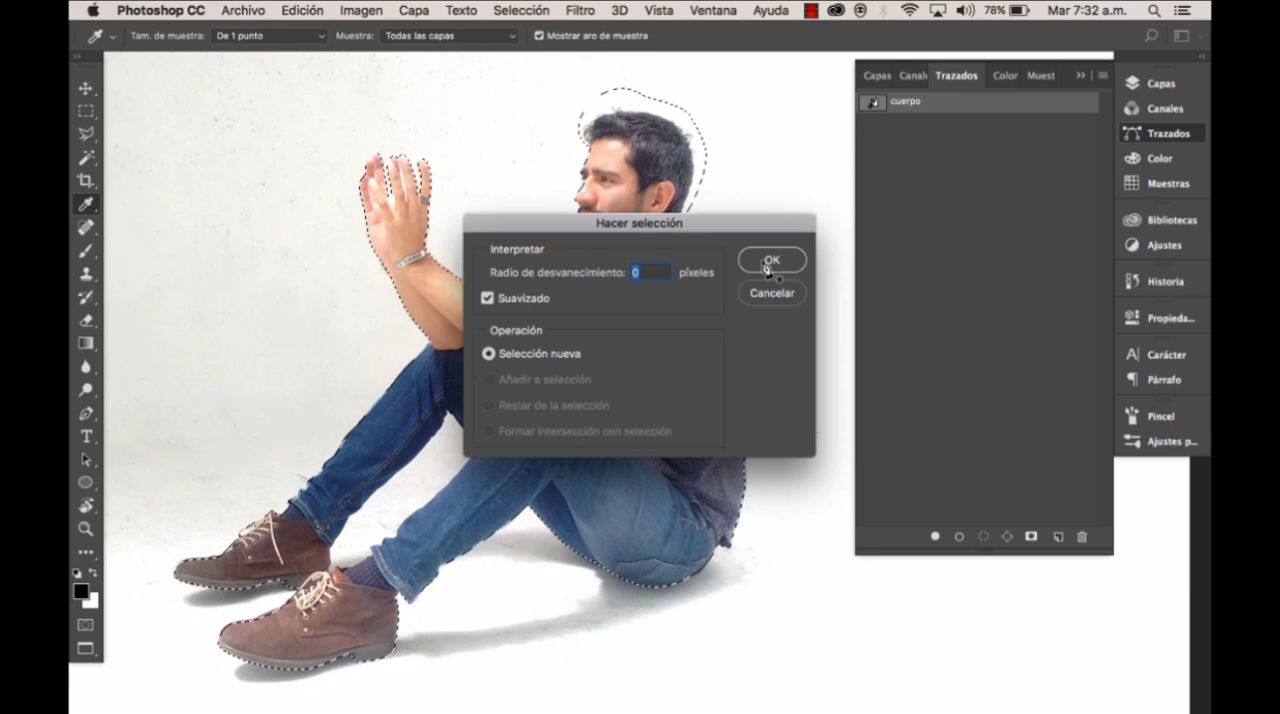 Photoshop CC Archivo Edición Imagen Capa Texto Selección Filtro 3D Vista Ventana Ayuda 78% Mar 7:32 a.m.
Tam. de muestra: De 1 punto Muestra: Todas las capas Mostrar aro de muestra
Capas Canale Trazados Color Muest
cuerpo
Capas
Canales
Trazados
Color
Muestras
Bibliotecas
Ajustes
Historia
Propieda...
Carácter
Párrafo
Pincel
Ajustes p...
Hacer selección
Interpretar
Radio de desvanecimiento: 0 píxeles
Suavizado
OK
Cancelar
Operación
Selección nueva
Añadir a selección
Restar de la selección
Formar intersección con selección